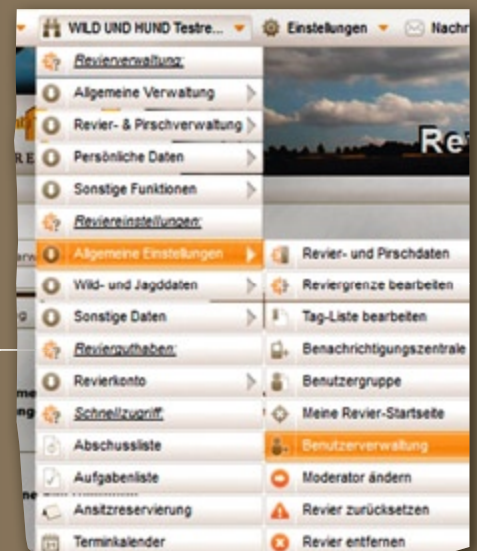 WILD UND HUND Testre...
Einstellungen
Nachr
Revierverwaltung:
Allgemeine Verwaltung
Revier- & Pirschverwaltung
Persönliche Daten
Sonstige Funktionen
Reviereinstellungen:
Allgemeine Einstellungen
Wild- und Jagddaten
Sonstige Daten
Revierguthaben:
Revierkonto
Schnellzugriff:
Abschussliste
Aufgabenliste
Ansitzreservierung
Terminkalender
Re
Revier- und Pirschdaten
Reviergrenze bearbeiten
Tag-Liste bearbeiten
Benachrichtigungszentrale
Benutzergruppe
Meine Revier-Startseite
Benutzerverwaltung
Moderator ändern
Revier zurücksetzen
Revier entfernen